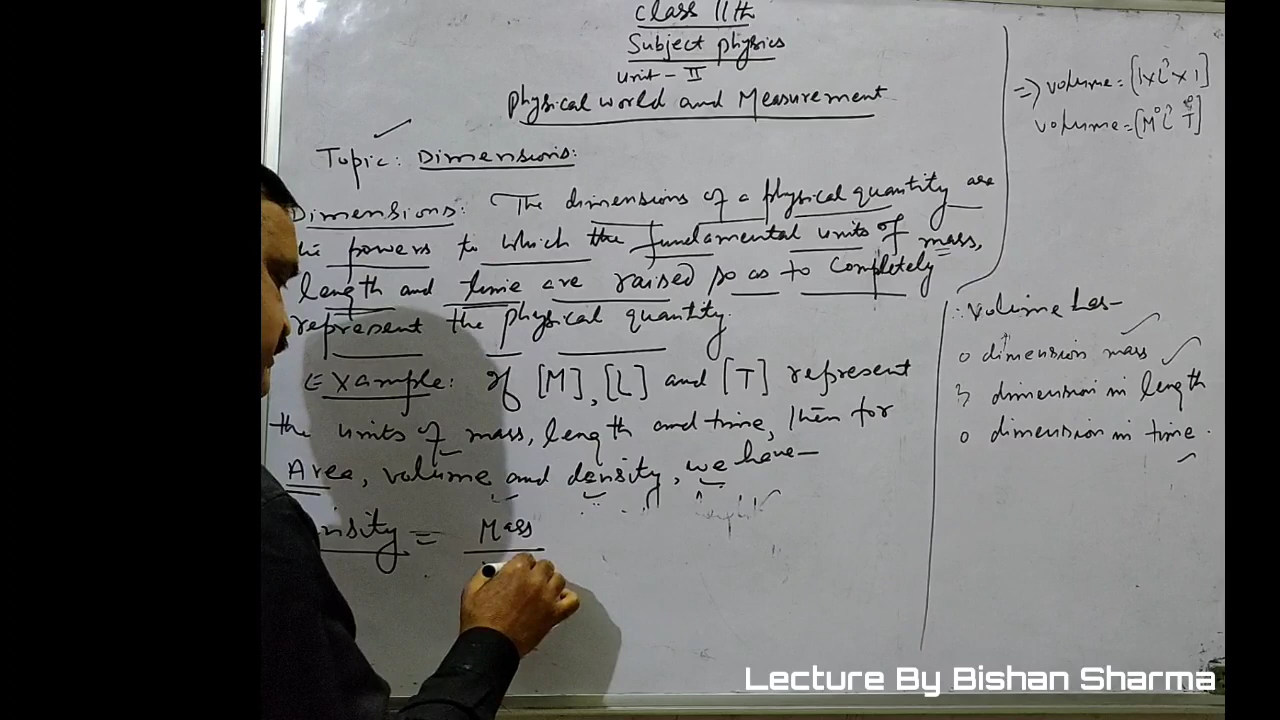 Class 11th
Subject physics
Unit - II
Physical world and Measurement
Topic: Dimensions:
Dimensions: The dimensions of a physical quantity are
the powers to which the fundamental units of mass,
length and time are raised so as to completely
represent the physical quantity.
Example: If [M], [L] and [T] represent
the units of mass, length and time, then for
Area, volume and density, we have—
nsity = Mass
=> volume = [1×L³×1]
volume = [M⁰L³T⁰]
∴ volume has—
0 dimension mass
3 dimension in length
0 dimension in time.
Lecture By Bishan Sharma